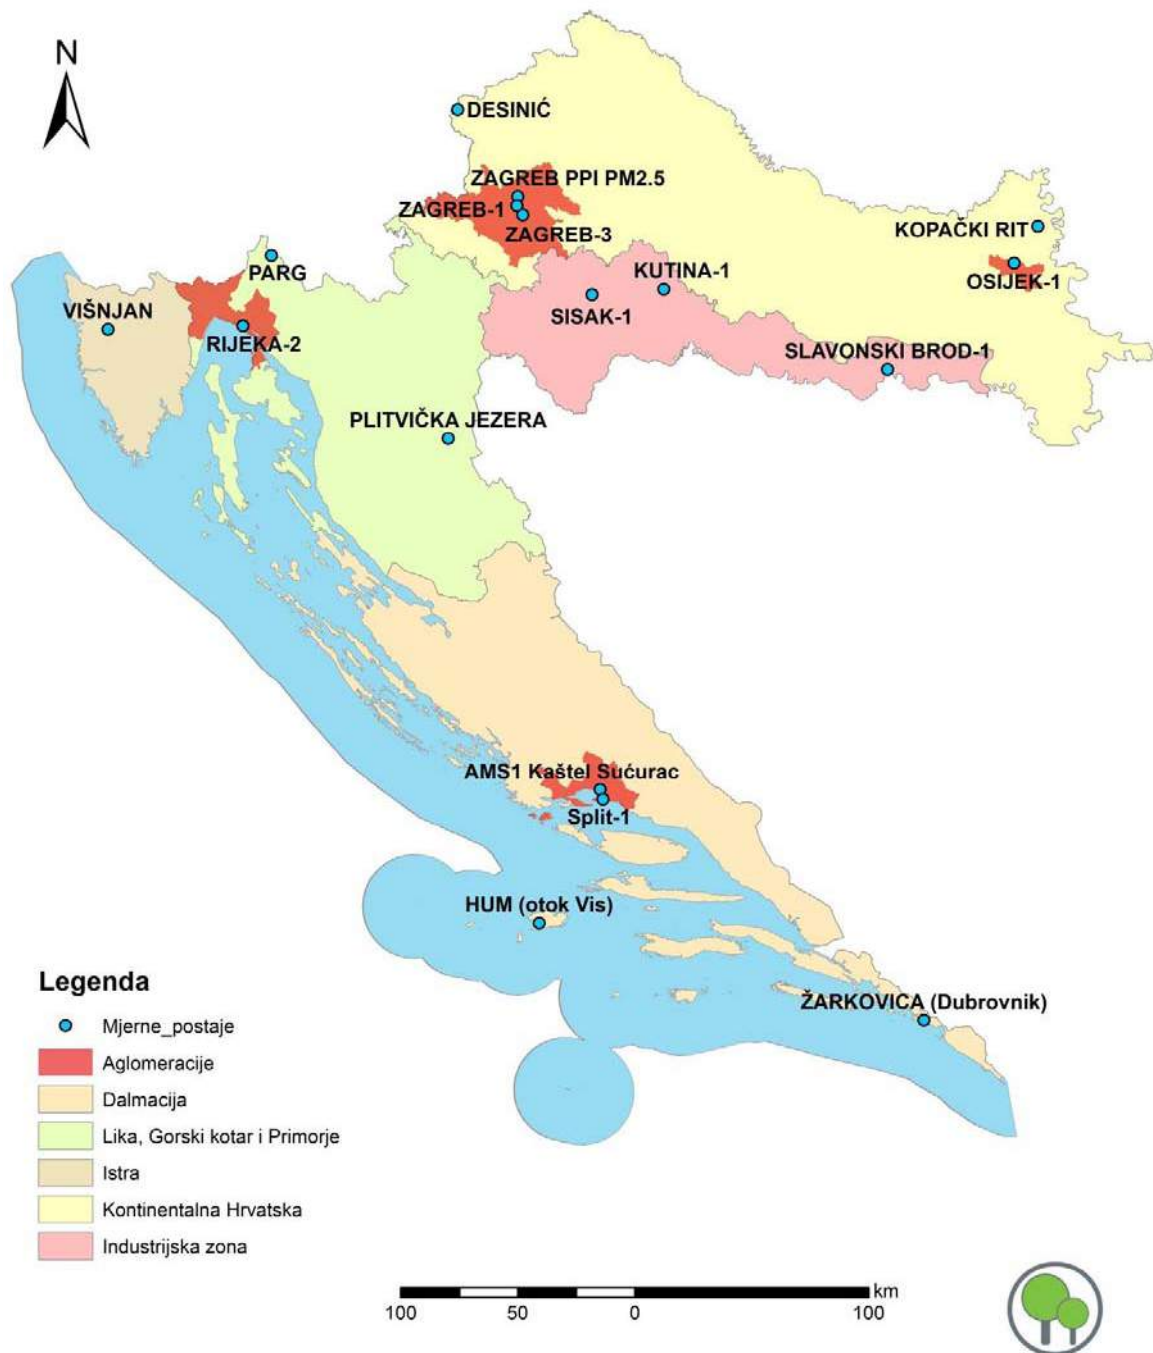 N
DESINIĆ
ZAGREB PPI PM2.5
ZAGREB-1
ZAGREB-3
KOPAČKI RIT
PARG
KUTINA-1
OSIJEK-1
VIŠNJAN
SISAK-1
RIJEKA-2
SLAVONSKI BROD-1
PLITVIČKA JEZERA
AMS1 Kaštel Sućurac
Split-1
HUM (otok Vis)
ŽARKOVICA (Dubrovnik)
Legenda
Mjerne_postaje
Aglomeracije
Dalmacija
Lika, Gorski kotar i Primorje
Istra
Kontinentalna Hrvatska
Industrijska zona
km
100 50 0 100